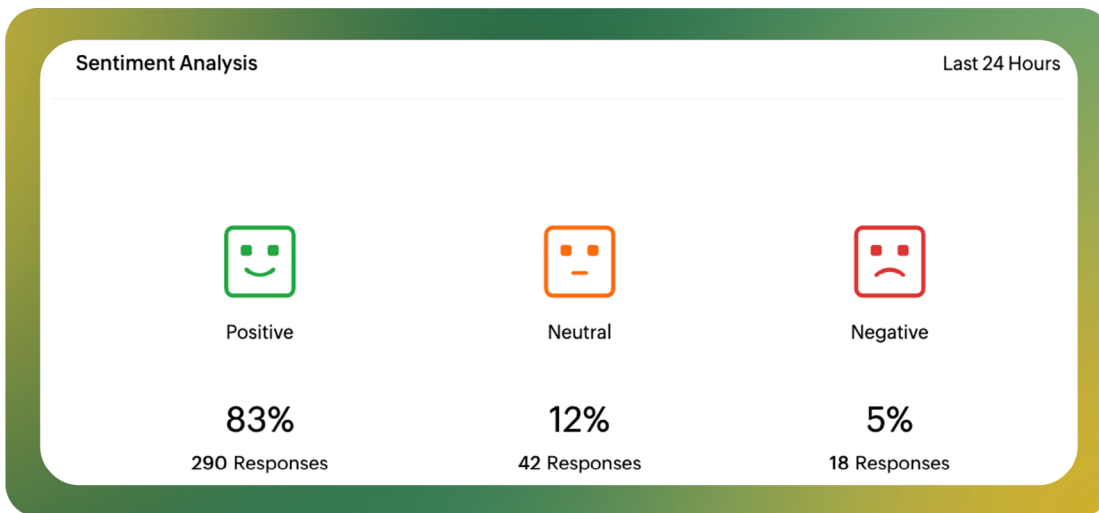 Sentiment Analysis Last 24 Hours
Positive Neutral Negative
83% 12% 5%
290 Responses 42 Responses 18 Responses